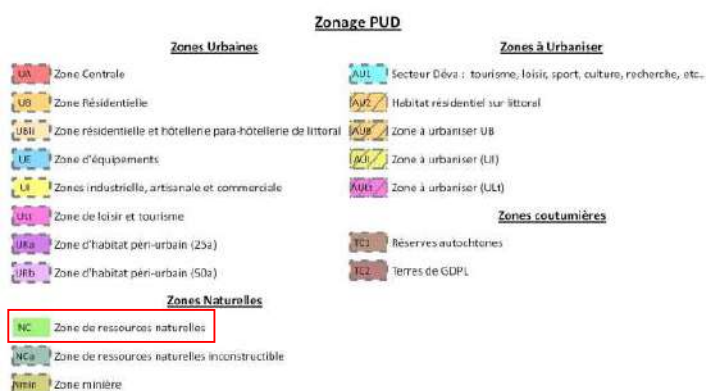 Zonage PUD
Zones Urbaines
UA Zone Centrale
UB Zone Résidentielle
UBli Zone résidentielle et hôtellerie para-hôtellerie de littoral
UE Zone d'équipements
UI Zones industrielle, artisanale et commerciale
ULt Zone de loisir et tourisme
URa Zone d'habitat péri-urbain (25a)
URb Zone d'habitat péri-urbain (50a)
Zones Naturelles
NC Zone de ressources naturelles
NCa Zone de ressources naturelles inconstructible
Nmin Zone minière
Zones à Urbaniser
AU1 Secteur Déva : tourisme, loisir, sport, culture, recherche, etc..
AU2 Habitat résidentiel sur littoral
AUB Zone à urbaniser UB
AUI Zone à urbaniser (UI)
AULt Zone à urbaniser (ULt)
Zones coutumières
TC1 Réserves autochtones
TC2 Terres de GDPL